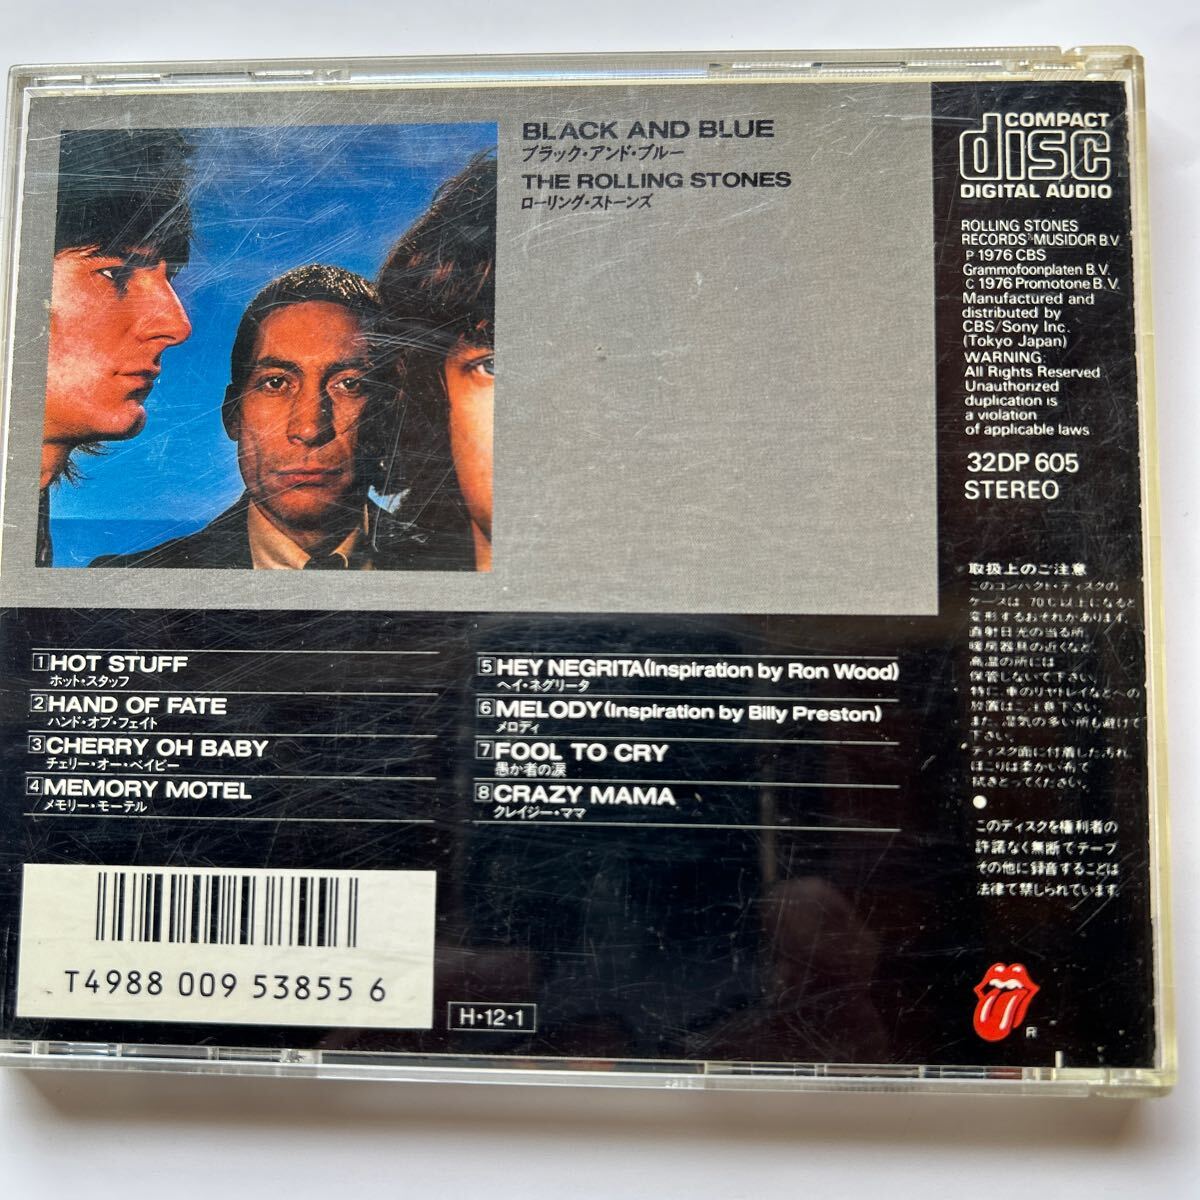 BLACK AND BLUE
ブラック・アンド・ブルー
THE ROLLING STONES
ローリング・ストーンズ
COMPACT
disc
DIGITAL AUDIO
ROLLING STONES
RECORDS MUSIDOR B.V.
P 1976 CBS
Grammofoonplaten B.V.
C 1976 Promotone B.V.
Manufactured and
distributed by
CBS/Sony Inc.
(Tokyo Japan)
WARNING:
All Rights Reserved
Unauthorized
duplication is
a violation
of applicable laws
32DP 605
STEREO
取扱上のご注意
このコンパクト・ディスクの
ケースは、70℃以上になると
変形するおそれがあります。
直射日光の当る所、
暖房器具の近くなど、
高温の所には
保管しないで下さい。
特に、車のリヤトレイなどへの
放置はご注意下さい。
また、湿気の多い所も避けて
下さい。
ディスク面に付着した汚れ、
ほこりは柔かい布で
拭きとってください。
●
このディスクを権利者の
許諾なく無断でテープ
その他に録音することは
法律で禁じられています。
1 HOT STUFF
ホット・スタッフ
2 HAND OF FATE
ハンド・オブ・フェイト
3 CHERRY OH BABY
チェリー・オー・ベイビー
4 MEMORY MOTEL
メモリー・モーテル
5 HEY NEGRITA (Inspiration by Ron Wood)
ヘイ・ネグリータ
6 MELODY (Inspiration by Billy Preston)
メロディ
7 FOOL TO CRY
愚か者の涙
8 CRAZY MAMA
クレイジー・ママ
T4988 009 53855 6
H・12・1
R